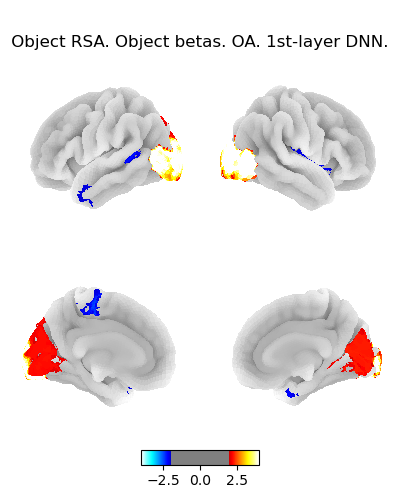 Object RSA. Object betas. OA. 1st-layer DNN.
−2.5 0.0 2.5